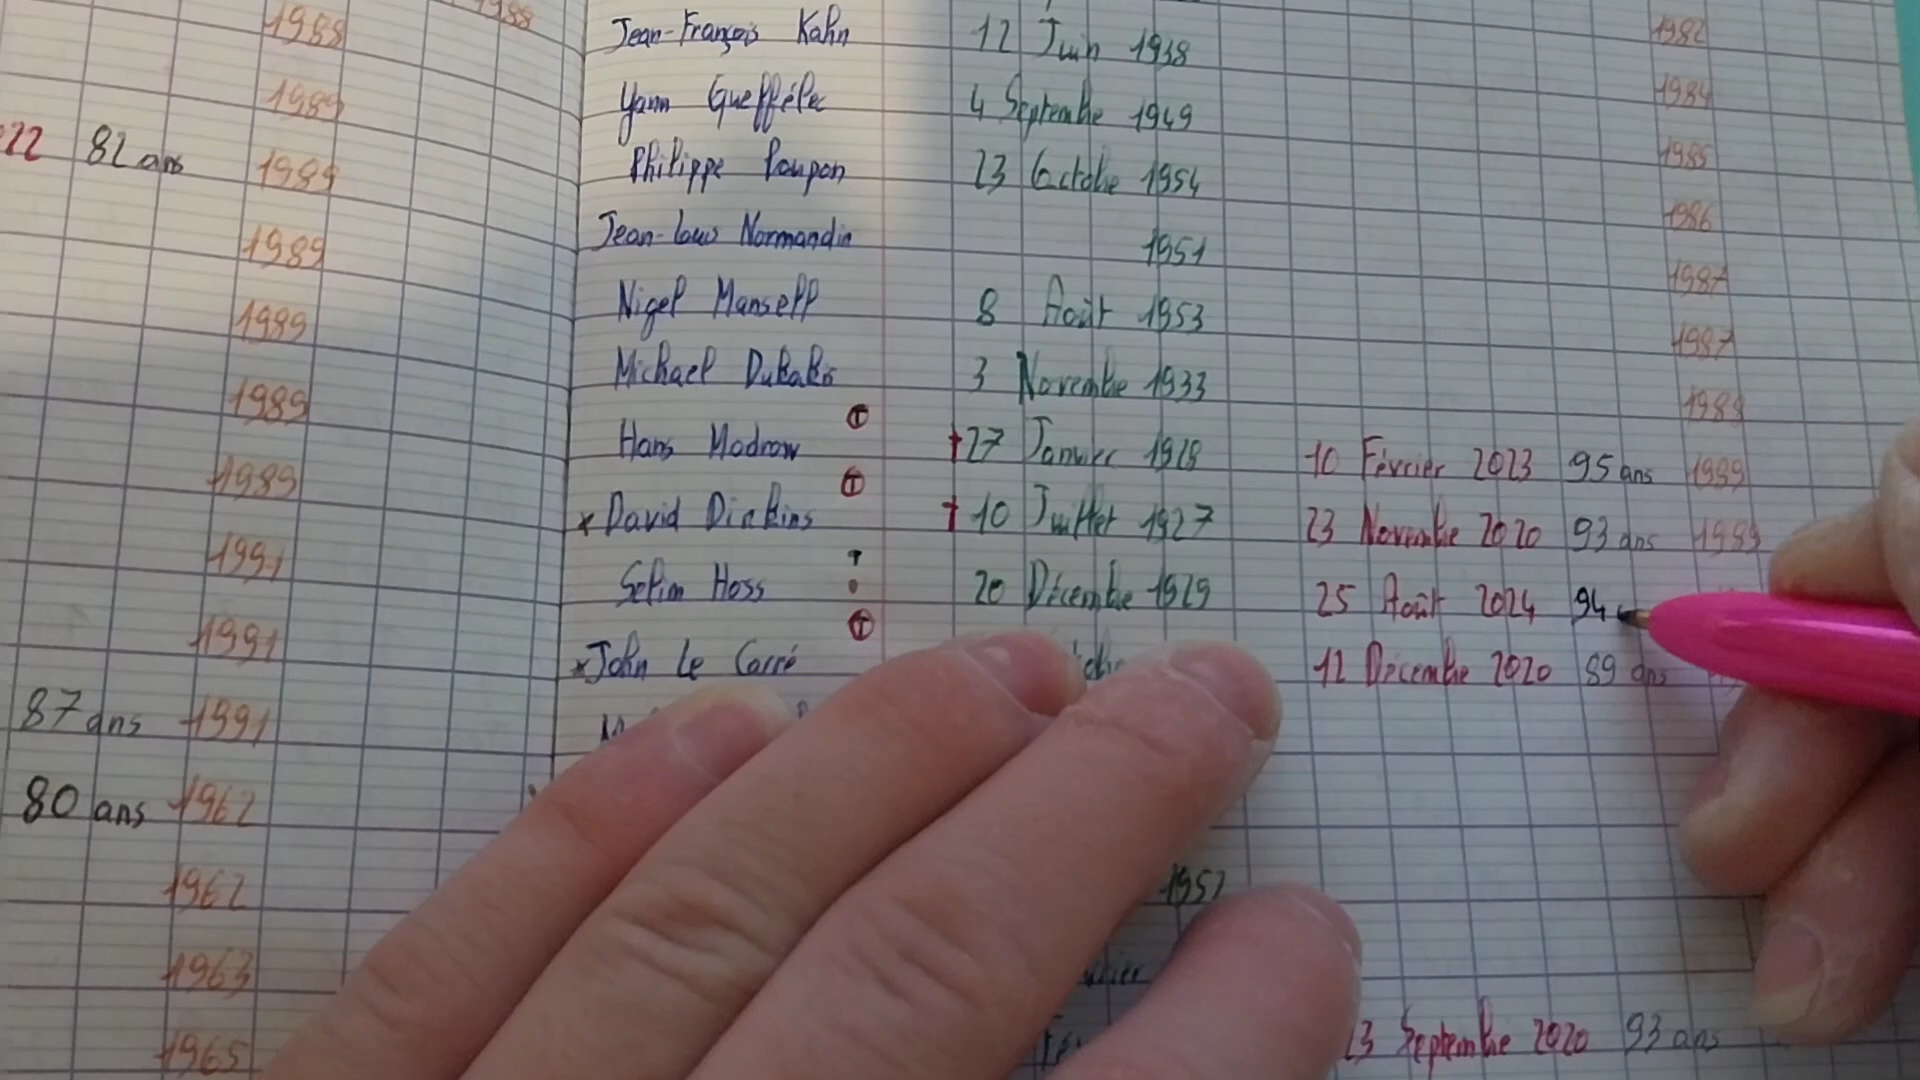 1988 1988
1989
22 82 ans 1989
1989
1989
1989
1989
1991
1991
87 ans 1991
80 ans 1962
1962
1963
1965
Jean-François Kahn 12 Juin 1938 1982
Yann Gueffélec 4 Septembre 1949 1984
Philippe Poupon 23 Octobre 1954 1985
Jean-Louis Normandin 1951 1986
Nigel Mansell 8 Août 1953 1987
Michael Dukakis 3 Novembre 1933 1987
1988
Hans Modrow †27 Janvier 1928 10 Février 2023 95 ans 1989
x David Dinkins † 10 Juillet 1927 23 Novembre 2020 93 ans 1989
Selim Hoss 20 Décembre 1929 25 Août 2024 94
x John Le Carré 12 Décembre 2020 89 ans
1957
13 Septembre 2020 93 ans